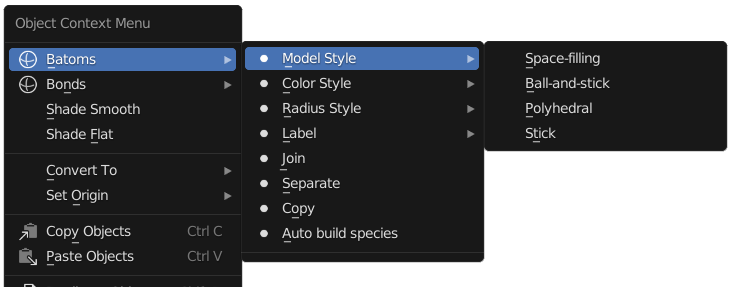 Object Context Menu
Batoms
Bonds
Shade Smooth
Shade Flat
Convert To
Set Origin
Copy Objects Ctrl C
Paste Objects Ctrl V
Model Style
Color Style
Radius Style
Label
Join
Separate
Copy
Auto build species
Space-filling
Ball-and-stick
Polyhedral
Stick